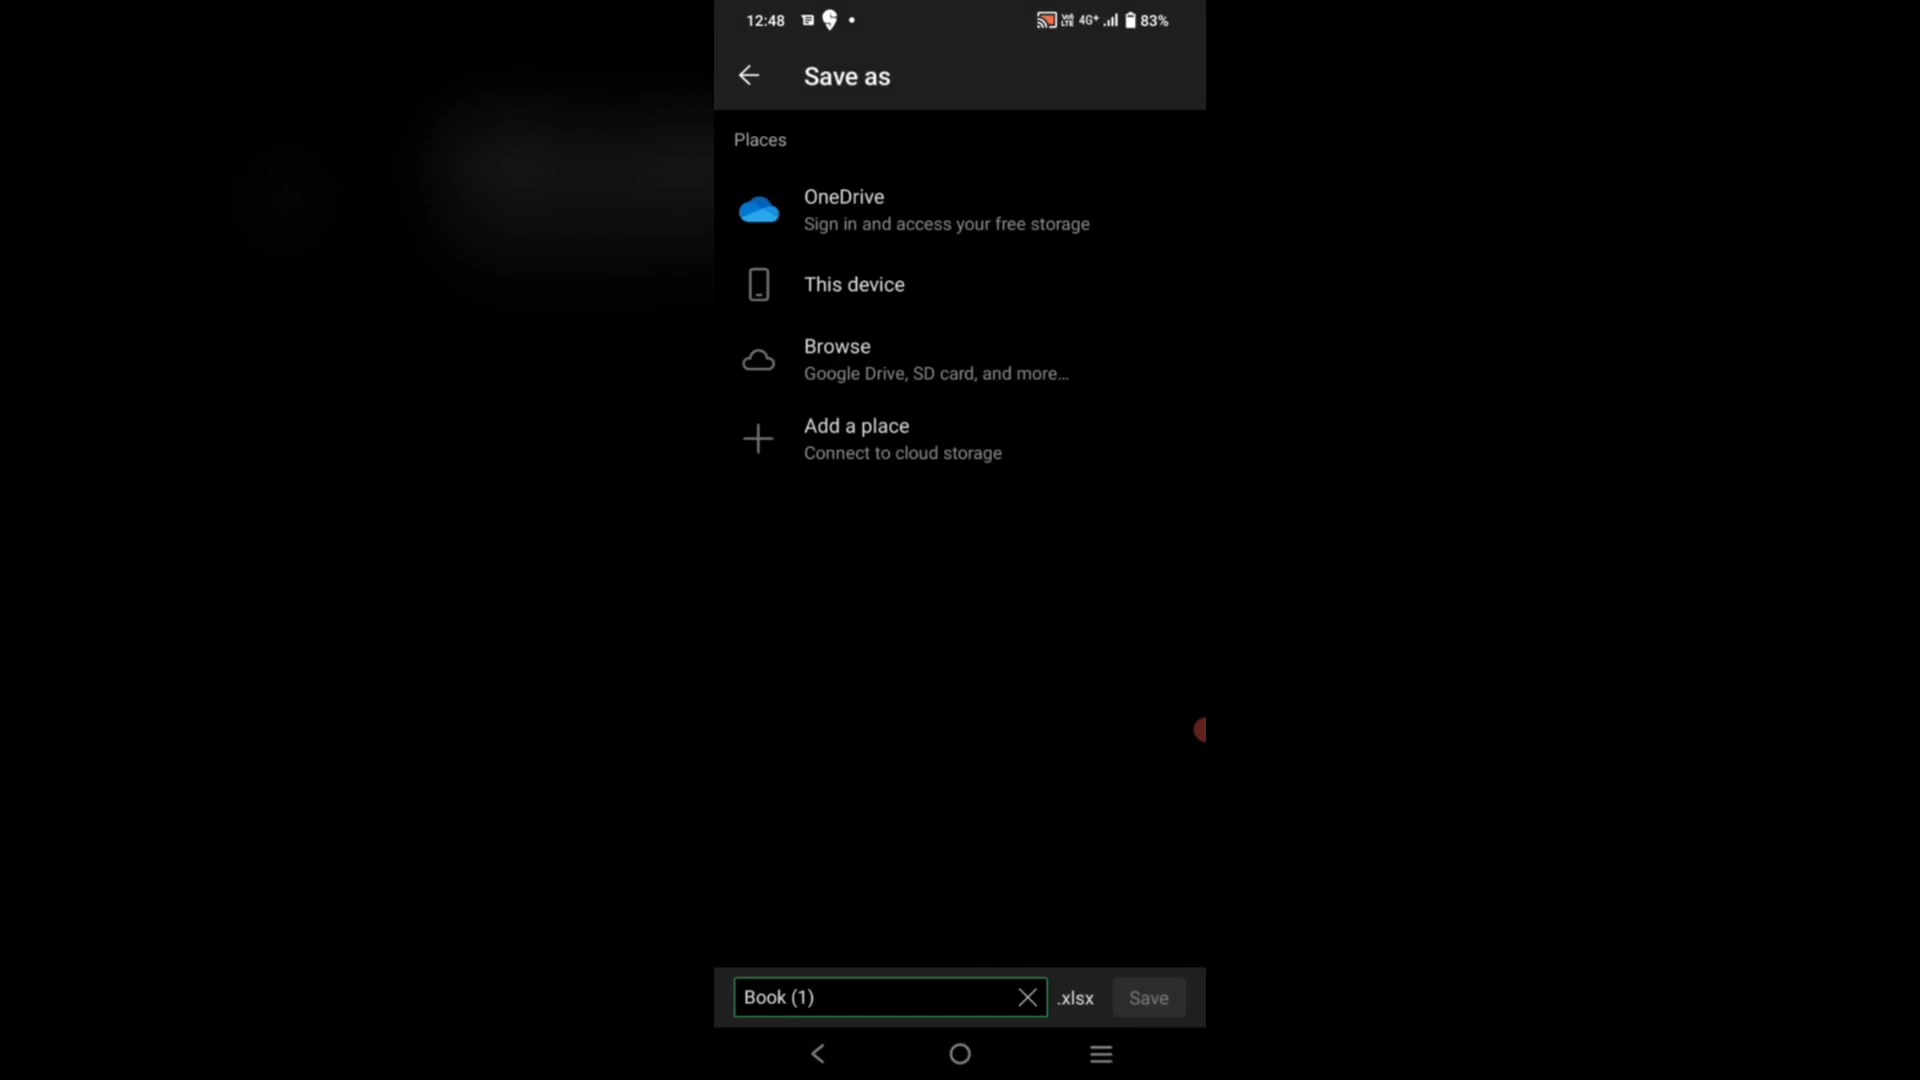 12:48 4G+ 83%
Save as
Places
OneDrive
Sign in and access your free storage
This device
Browse
Google Drive, SD card, and more...
Add a place
Connect to cloud storage
Book (1) .xlsx Save